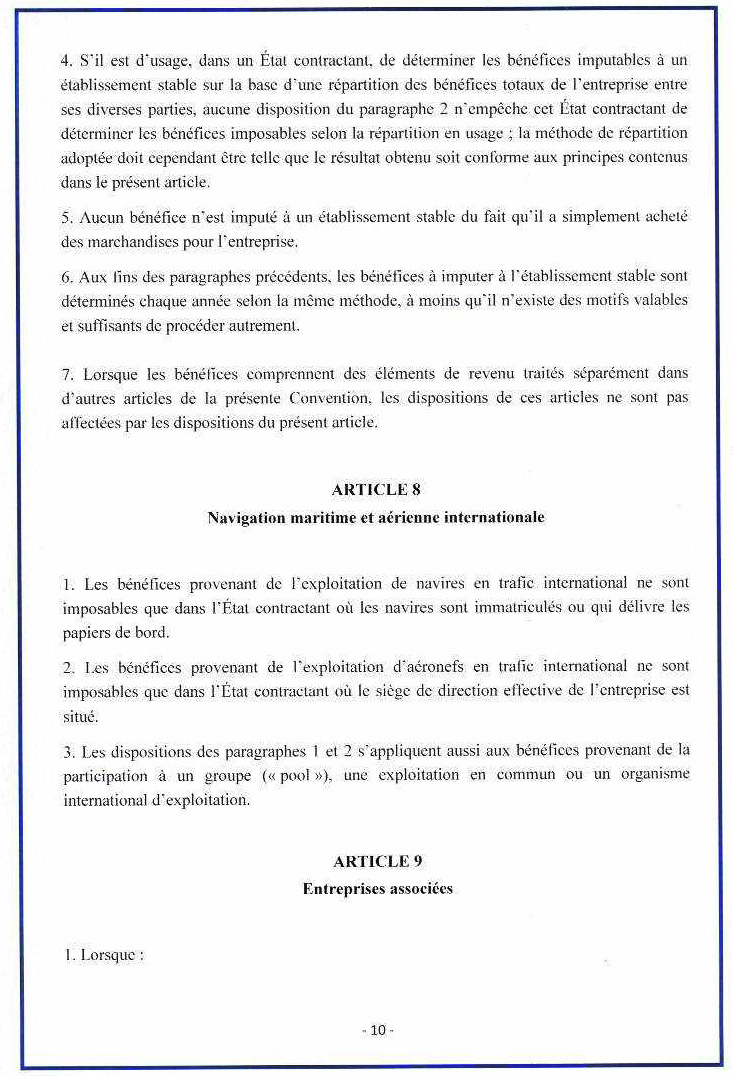 4. S'il est d'usage, dans un État contractant, de déterminer les bénéfices imputables à un
établissement stable sur la base d'une répartition des bénéfices totaux de l'entreprise entre
ses diverses parties, aucune disposition du paragraphe 2 n'empêche cet État contractant de
déterminer les bénéfices imposables selon la répartition en usage ; la méthode de répartition
adoptée doit cependant être telle que le résultat obtenu soit conforme aux principes contenus
dans le présent article.
5. Aucun bénéfice n'est imputé à un établissement stable du fait qu'il a simplement acheté
des marchandises pour l'entreprise.
6. Aux fins des paragraphes précédents, les bénéfices à imputer à l'établissement stable sont
déterminés chaque année selon la même méthode, à moins qu'il n'existe des motifs valables
et suffisants de procéder autrement.
7. Lorsque les bénéfices comprennent des éléments de revenu traités séparément dans
d'autres articles de la présente Convention, les dispositions de ces articles ne sont pas
affectées par les dispositions du présent article.
ARTICLE 8
Navigation maritime et aérienne internationale
1. Les bénéfices provenant de l'exploitation de navires en trafic international ne sont
imposables que dans l'État contractant où les navires sont immatriculés ou qui délivre les
papiers de bord.
2. Les bénéfices provenant de l'exploitation d'aéronefs en trafic international ne sont
imposables que dans l'État contractant où le siège de direction effective de l'entreprise est
situé.
3. Les dispositions des paragraphes 1 et 2 s'appliquent aussi aux bénéfices provenant de la
participation à un groupe (« pool »), une exploitation en commun ou un organisme
international d'exploitation.
ARTICLE 9
Entreprises associées
1. Lorsque :
- 10 -